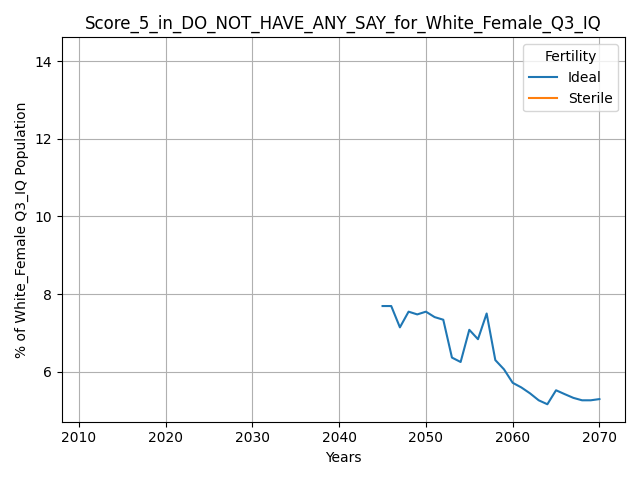 Score_5_in_DO_NOT_HAVE_ANY_SAY_for_White_Female_Q3_IQ
Fertility
Ideal
Sterile
% of White_Female Q3_IQ Population
14
12
10
8
6
2010 2020 2030 2040 2050 2060 2070
Years